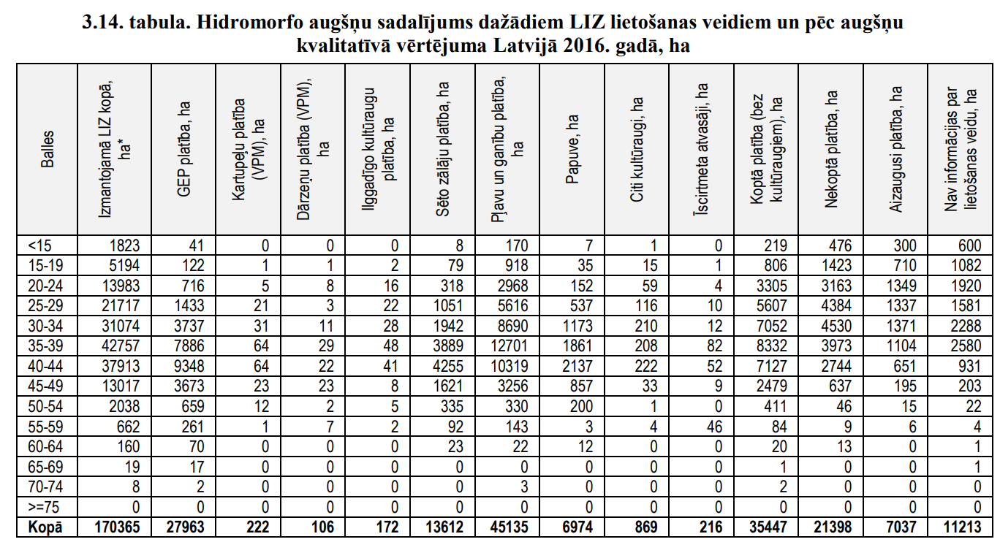 3.14. tabula. Hidromorfo augšņu sadalījums dažādiem LIZ lietošanas veidiem un pēc augšņu
kvalitatīvā vērtējuma Latvijā 2016. gadā, ha
Balles Izmantojamā LIZ kopā, ha* GEP platība, ha Kartupeļu platība (VPM), ha Dārzeņu platība (VPM), ha Ilggadīgo kultūraugu platība, ha Sēto zālāju platība, ha Pļavu un ganību platība, ha Papuve, ha Citi kultūraugi, ha Īscirtmeta atvasāji, ha Koptā platība (bez kultūraugiem), ha Nekoptā platība, ha Aizaugusi platība, ha Nav informācijas par lietošanas veidu, ha
<15 1823 41 0 0 0 8 170 7 1 0 219 476 300 600
15-19 5194 122 1 1 2 79 918 35 15 1 806 1423 710 1082
20-24 13983 716 5 8 16 318 2968 152 59 4 3305 3163 1349 1920
25-29 21717 1433 21 3 22 1051 5616 537 116 10 5607 4384 1337 1581
30-34 31074 3737 31 11 28 1942 8690 1173 210 12 7052 4530 1371 2288
35-39 42757 7886 64 29 48 3889 12701 1861 208 82 8332 3973 1104 2580
40-44 37913 9348 64 22 41 4255 10319 2137 222 52 7127 2744 651 931
45-49 13017 3673 23 23 8 1621 3256 857 33 9 2479 637 195 203
50-54 2038 659 12 2 5 335 330 200 1 0 411 46 15 22
55-59 662 261 1 7 2 92 143 3 4 46 84 9 6 4
60-64 160 70 0 0 0 23 22 12 0 0 20 13 0 1
65-69 19 17 0 0 0 0 0 0 0 0 1 0 0 1
70-74 8 2 0 0 0 0 3 0 0 0 2 0 0 0
>=75 0 0 0 0 0 0 0 0 0 0 0 0 0 0
Kopā 170365 27963 222 106 172 13612 45135 6974 869 216 35447 21398 7037 11213